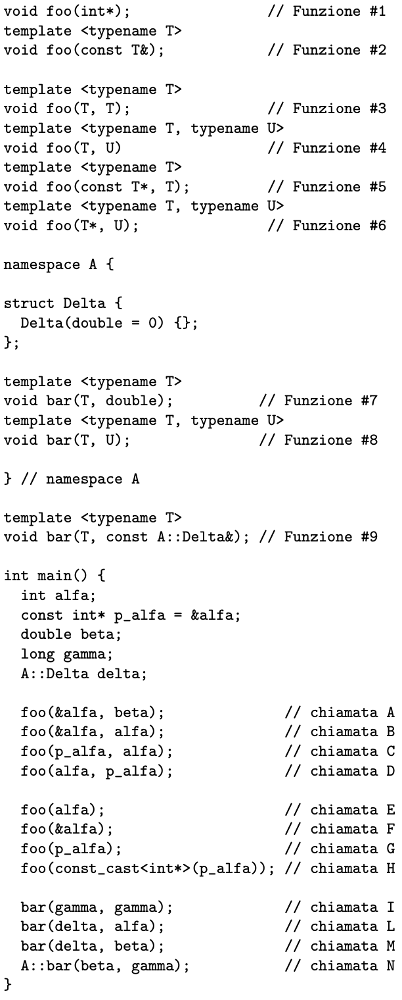 void foo(int*);                // Funzione #1
template <typename T>
void foo(const T&);            // Funzione #2

template <typename T>
void foo(T, T);                // Funzione #3
template <typename T, typename U>
void foo(T, U)                 // Funzione #4
template <typename T>
void foo(const T*, T);         // Funzione #5
template <typename T, typename U>
void foo(T*, U);               // Funzione #6

namespace A {

struct Delta {
  Delta(double = 0) {};
};

template <typename T>
void bar(T, double);          // Funzione #7
template <typename T, typename U>
void bar(T, U);               // Funzione #8

} // namespace A

template <typename T>
void bar(T, const A::Delta&); // Funzione #9

int main() {
  int alfa;
  const int* p_alfa = &alfa;
  double beta;
  long gamma;
  A::Delta delta;

  foo(&alfa, beta);              // chiamata A
  foo(&alfa, alfa);              // chiamata B
  foo(p_alfa, alfa);             // chiamata C
  foo(alfa, p_alfa);             // chiamata D

  foo(alfa);                     // chiamata E
  foo(&alfa);                    // chiamata F
  foo(p_alfa);                   // chiamata G
  foo(const_cast<int*>(p_alfa)); // chiamata H

  bar(gamma, gamma);             // chiamata I
  bar(delta, alfa);              // chiamata L
  bar(delta, beta);              // chiamata M
  A::bar(beta, gamma);           // chiamata N
}